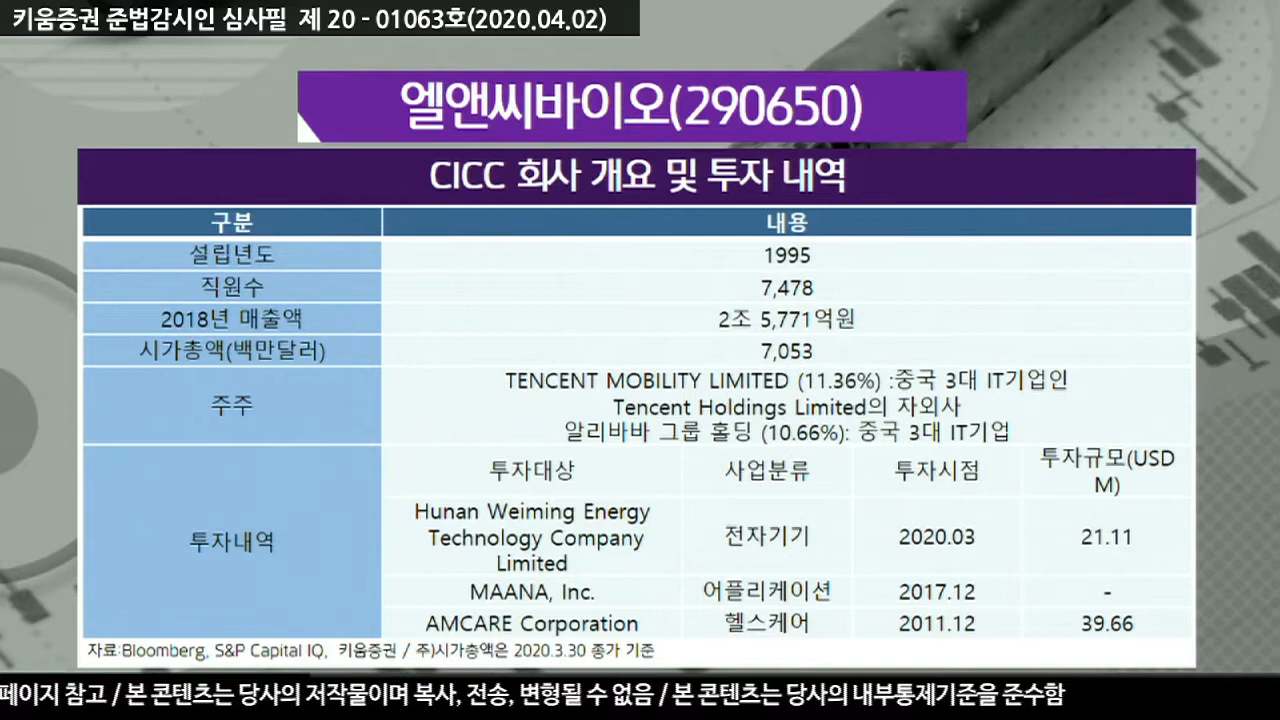 키움증권 준법감시인 심사필 제 20 - 01063호(2020.04.02)
엘앤씨바이오(290650)
CICC 회사 개요 및 투자 내역
구분 내용
설립년도 1995
직원수 7,478
2018년 매출액 2조 5,771억원
시가총액(백만달러) 7,053
주주
TENCENT MOBILITY LIMITED (11.36%) :중국 3대 IT기업인
Tencent Holdings Limited의 자외사
알리바바 그룹 홀딩 (10.66%): 중국 3대 IT기업
투자내역
투자대상 사업분류 투자시점 투자규모(USD
M)
Hunan Weiming Energy
Technology Company
Limited
전자기기 2020.03 21.11
MAANA, Inc. 어플리케이션 2017.12 -
AMCARE Corporation 헬스케어 2011.12 39.66
자료:Bloomberg, S&P Capital IQ, 키움증권 / 주)시가총액은 2020.3.30 종가 기준
페이지 참고 / 본 콘텐츠는 당사의 저작물이며 복사, 전송, 변형될 수 없음 / 본 콘텐츠는 당사의 내부통제기준을 준수함